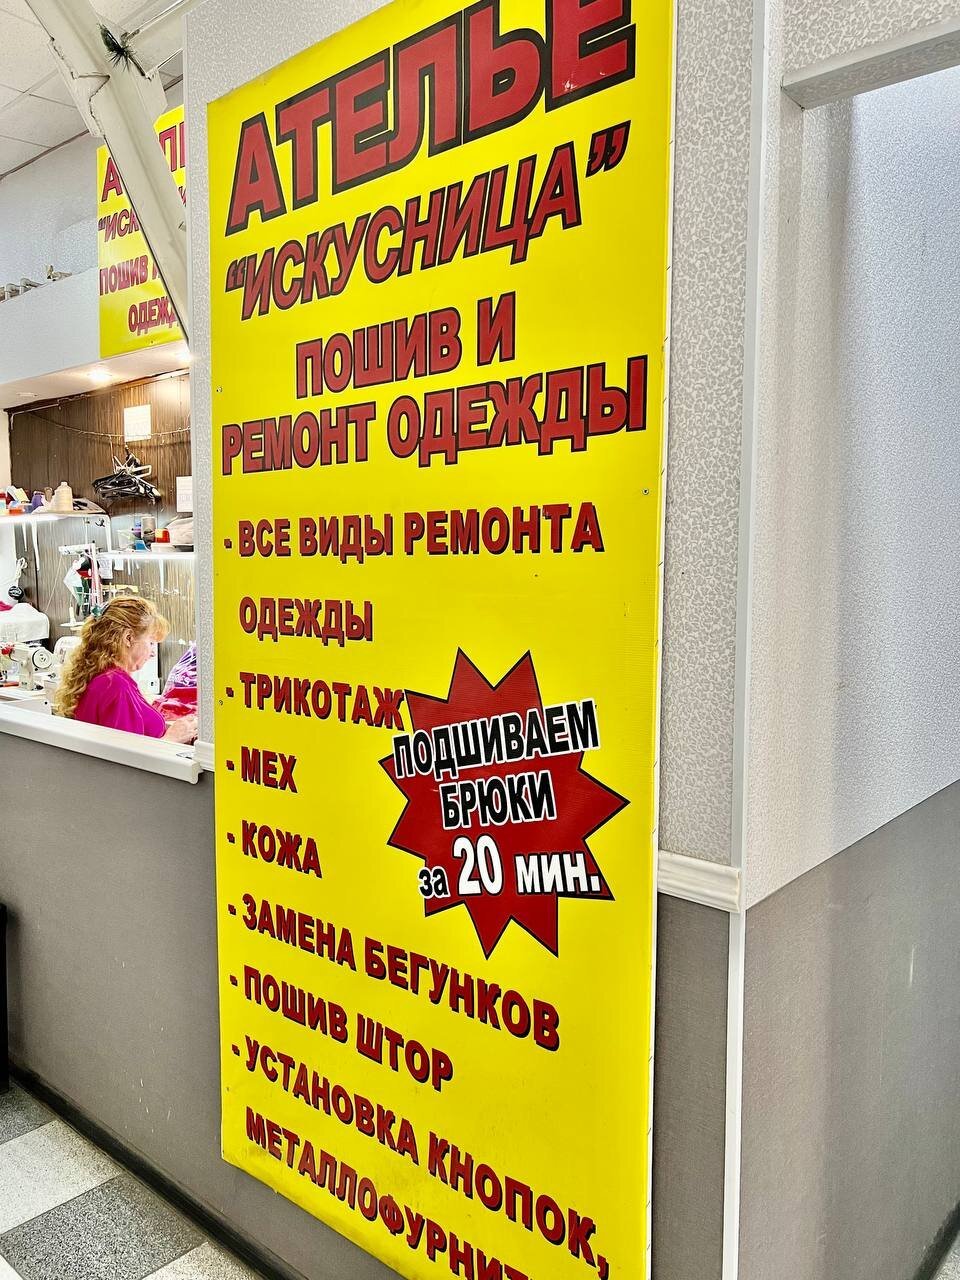 АТЕЛЬЕ
“ИСКУСНИЦА”
ПОШИВ И
РЕМОНТ ОДЕЖДЫ
- ВСЕ ВИДЫ РЕМОНТА
ОДЕЖДЫ
- ТРИКОТАЖ
- МЕХ
- КОЖА
- ЗАМЕНА БЕГУНКОВ
- ПОШИВ ШТОР
- УСТАНОВКА КНОПОК,
ПОДШИВАЕМ
БРЮКИ
за 20 МИН.
ПОШИВ